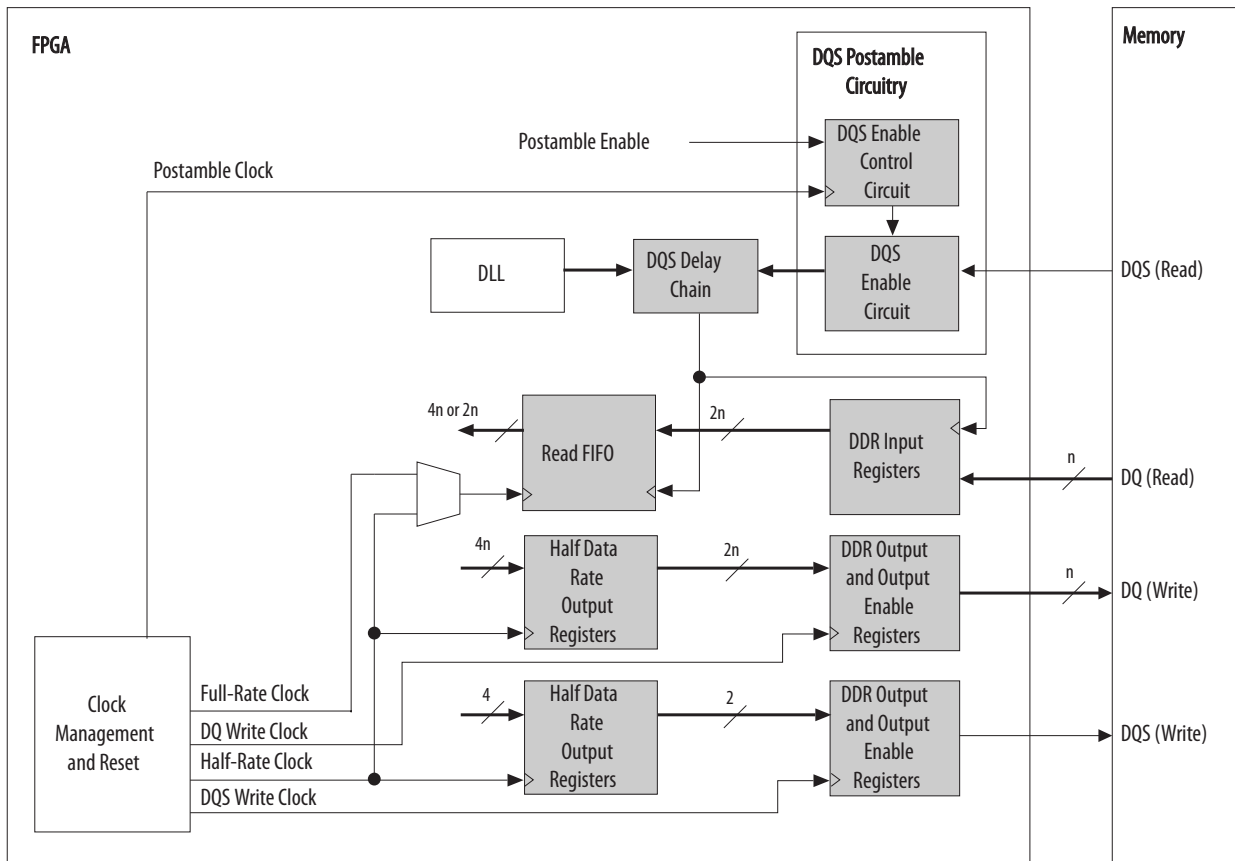 FPGA
Memory
DQS Postamble
Circuitry
Postamble Enable
DQS Enable
Control
Circuit
Postamble Clock
DLL
DQS Delay
Chain
DQS
Enable
Circuit
DQS (Read)
4n or 2n
Read FIFO
2n
DDR Input
Registers
n
DQ (Read)
4n
Half Data
Rate
Output
Registers
2n
DDR Output
and Output
Enable
Registers
n
DQ (Write)
Clock
Management
and Reset
Full-Rate Clock
DQ Write Clock
Half-Rate Clock
DQS Write Clock
4
Half Data
Rate
Output
Registers
2
DDR Output
and Output
Enable
Registers
DQS (Write)